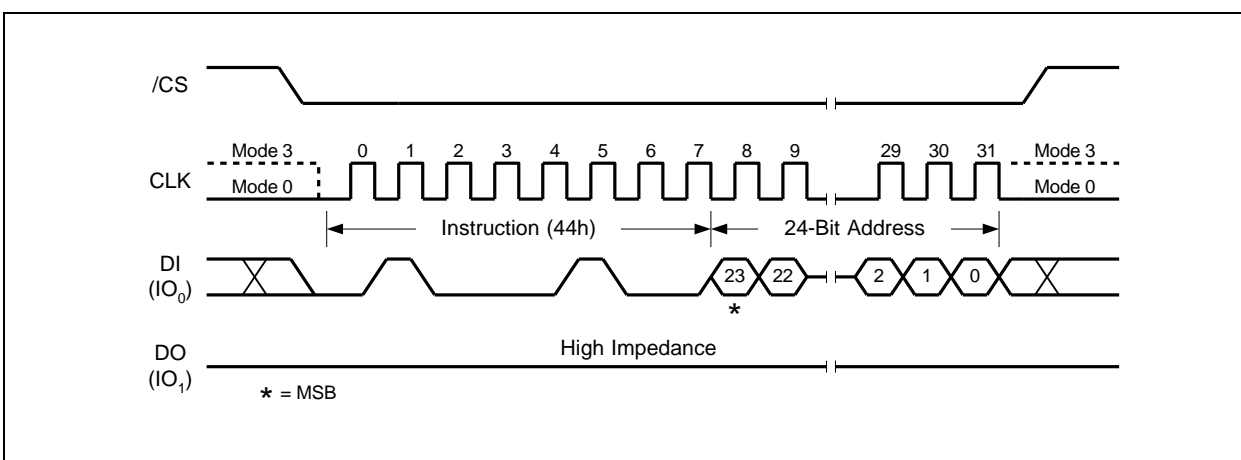 /CS
Mode 3
0 1 2 3 4 5 6 7 8 9 29 30 31
Mode 3
CLK
Mode 0
Mode 0
Instruction (44h)
24-Bit Address
DI
(IO0)
23 22 2 1 0
*
High Impedance
DO
(IO1)
* = MSB